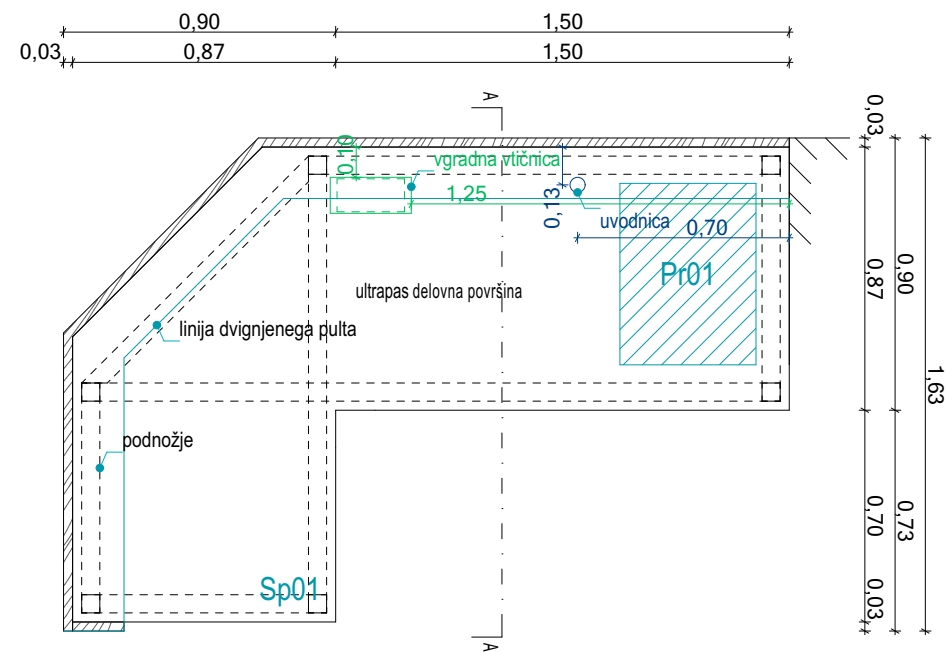 0,90
1,50
0,03
0,87
1,50
A
0,03
0,10
vgradna vtičnica
1,25
0,13
uvodnica
0,70
Pr01
0,87
0,90
ultrapas delovna površina
linija dvignjenega pulta
1,63
podnožje
0,70
0,73
Sp01
0,03
A